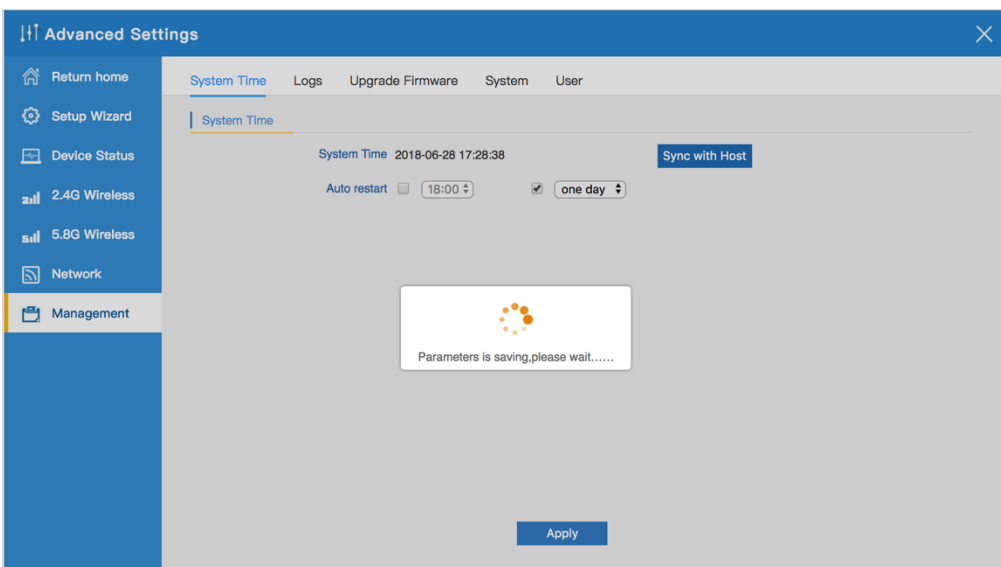 Advanced Settings
Return home
Setup Wizard
Device Status
2.4G Wireless
5.8G Wireless
Network
Management
System Time Logs Upgrade Firmware System User
System Time
System Time 2018-06-28 17:28:38 Sync with Host
Auto restart 18:00 one day
Parameters is saving,please wait......
Apply